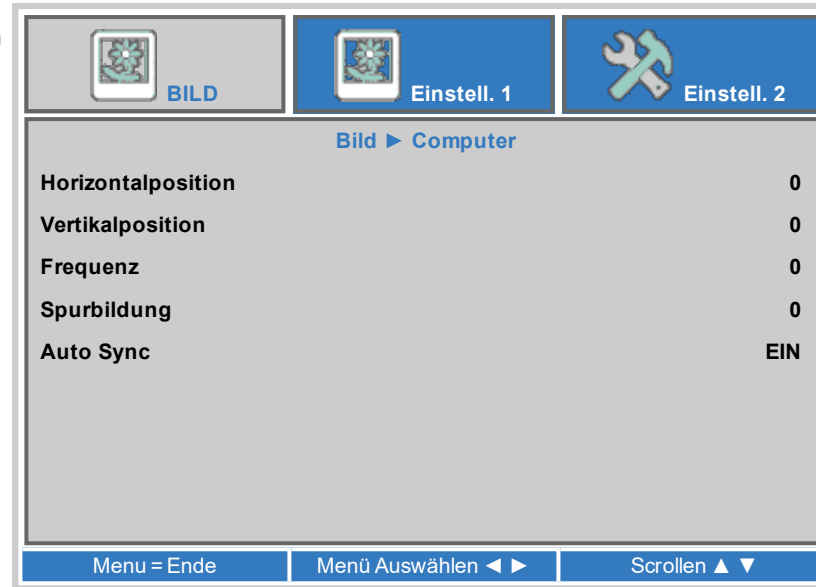 BILD Einstell. 1 Einstell. 2
Bild ► Computer
Horizontalposition 0
Vertikalposition 0
Frequenz 0
Spurbildung 0
Auto Sync EIN
Menu = Ende Menü Auswählen ◄ ► Scrollen ▲ ▼